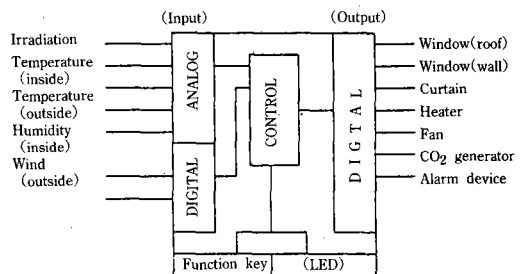 (Input)
(Output)
Irradiation
Temperature
(inside)
Temperature
(outside)
Humidity
(inside)
Wind
(outside)
ANALOG
DIGITAL
CONTROL
DIGTAL
Window(roof)
Window(wall)
Curtain
Heater
Fan
CO2 generator
Alarm device
Function key
(LED)